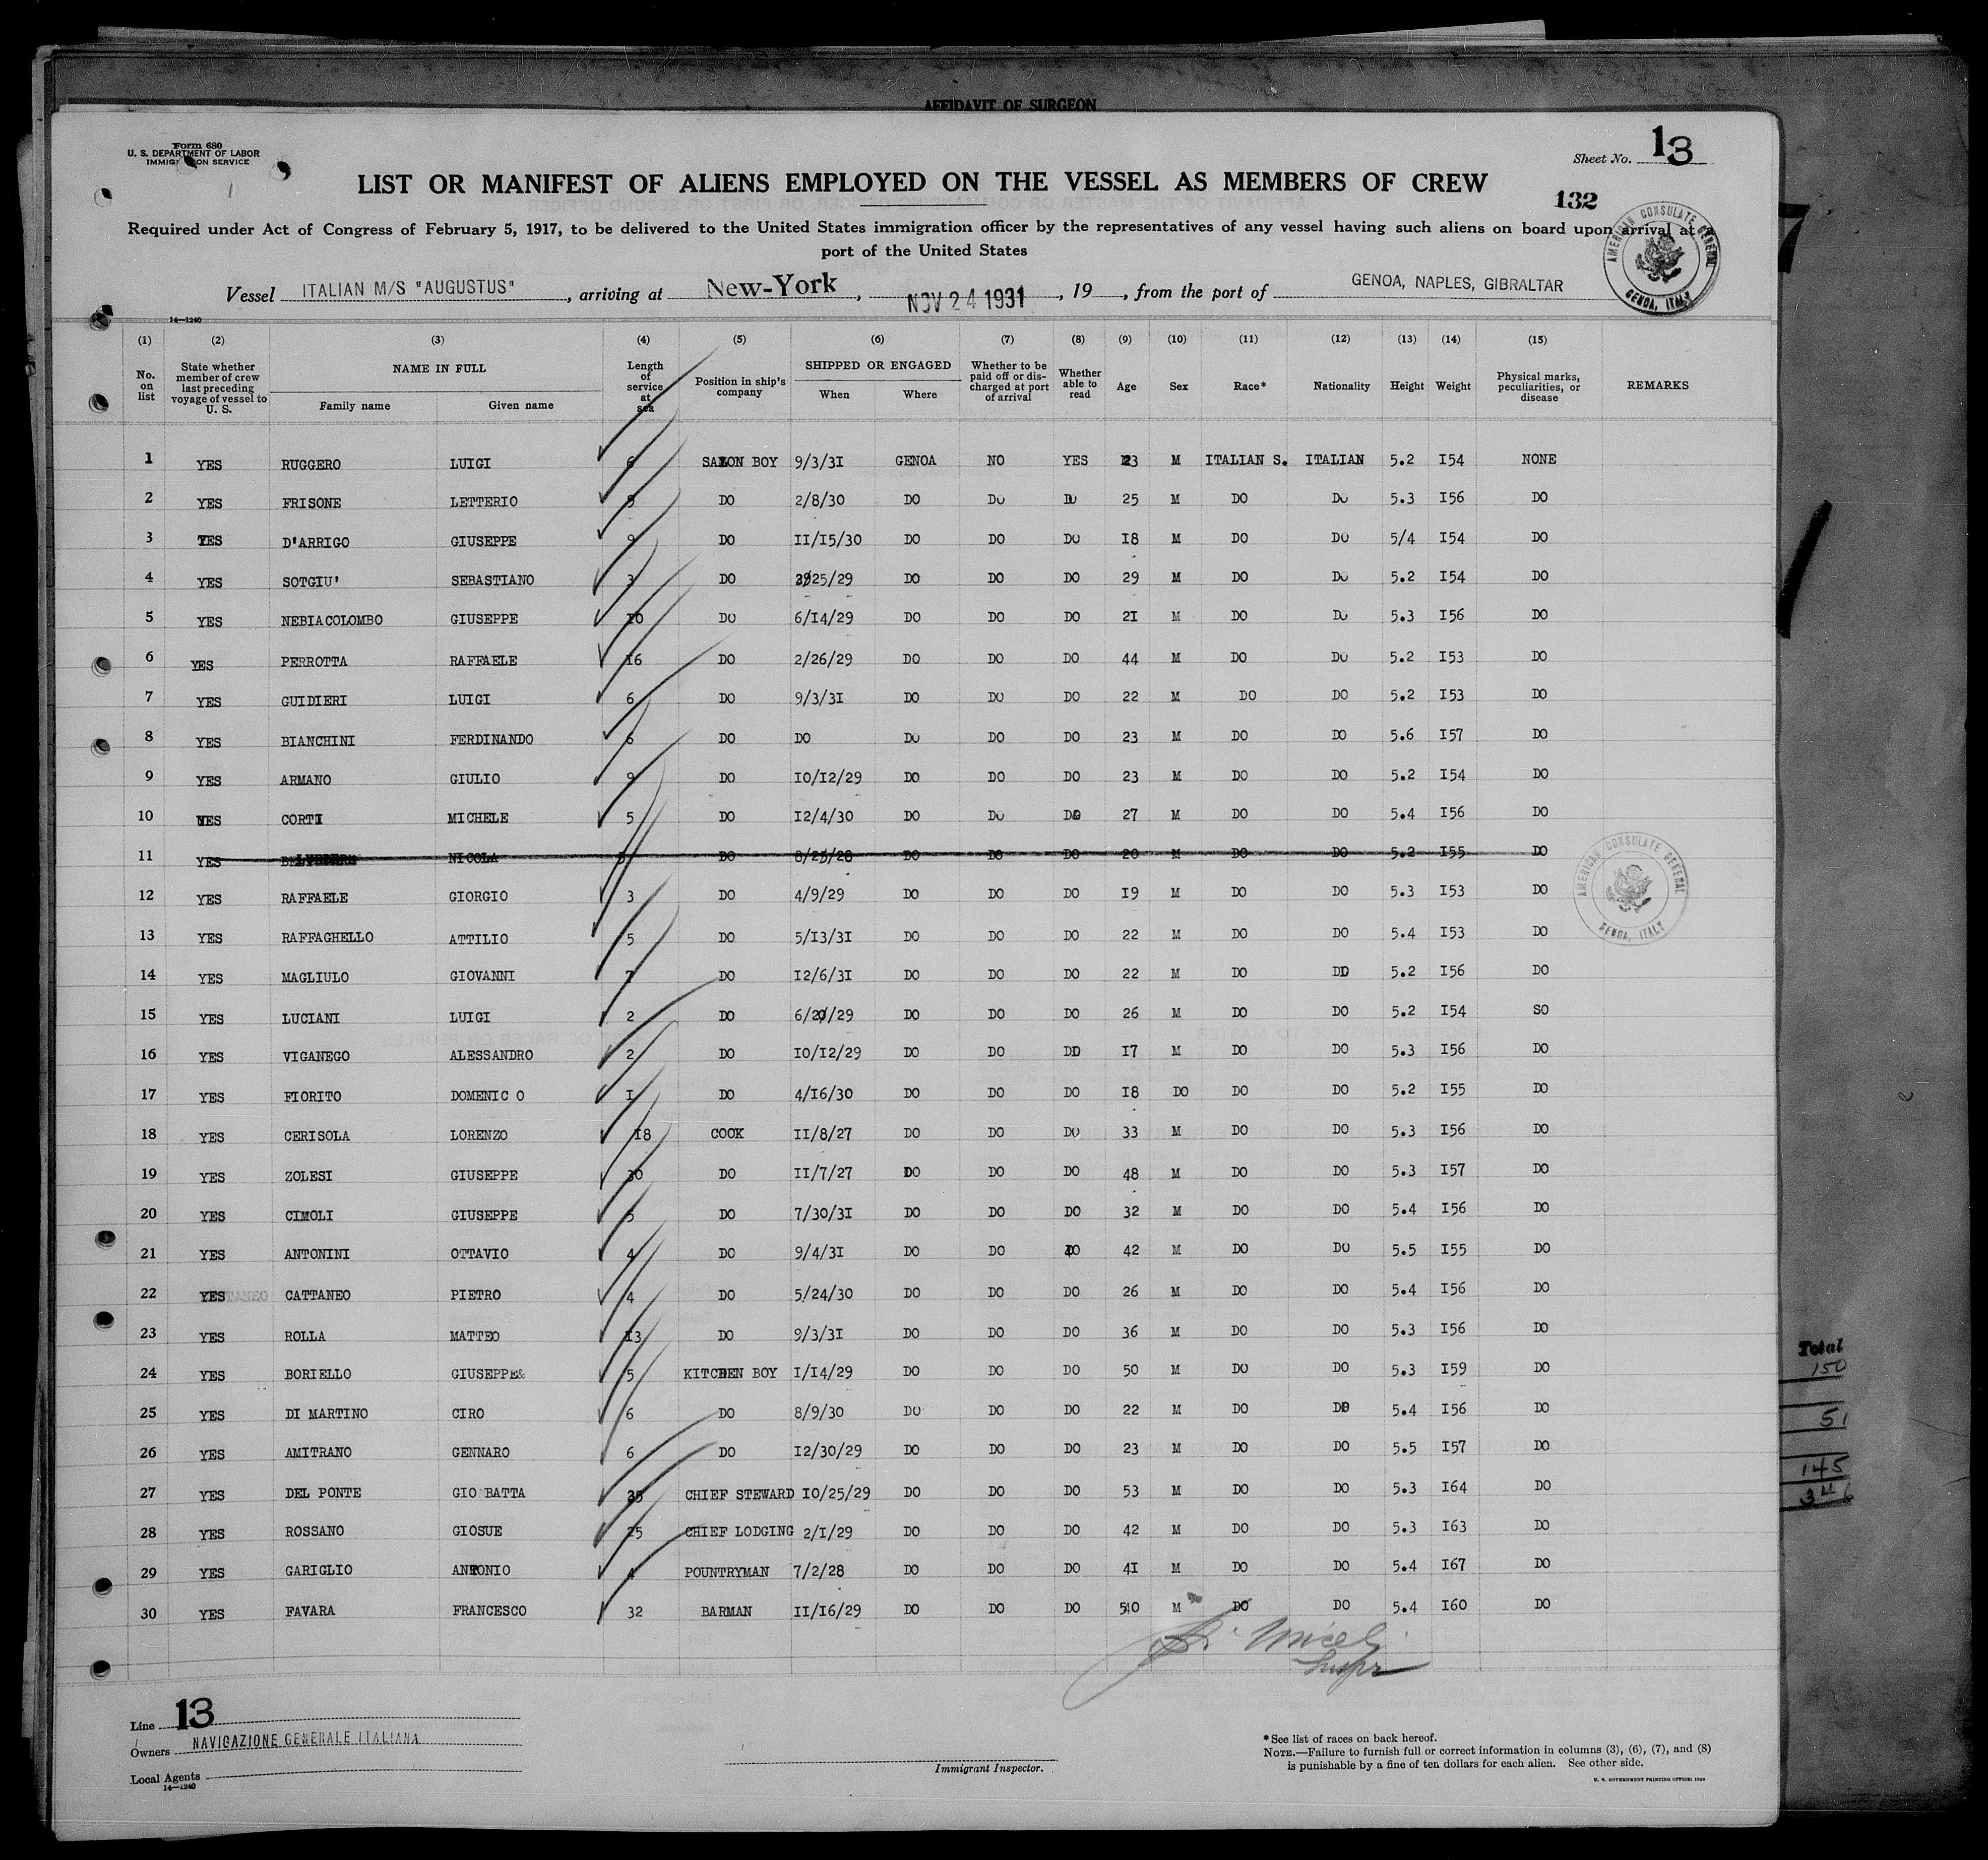 AFFIDAVIT OF SURGEON
Form 680
U. S. DEPARTMENT OF LABOR
IMMIGRATION SERVICE
Sheet No. 13
LIST OR MANIFEST OF ALIENS EMPLOYED ON THE VESSEL AS MEMBERS OF CREW
132
Required under Act of Congress of February 5, 1917, to be delivered to the United States immigration officer by the representatives of any vessel having such aliens on board upon arrival at a
port of the United States
AMERICAN CONSULATE GENERAL GENOA, ITALY
Vessel ITALIAN M/S "AUGUSTUS", arriving at New-York, NOV 24 1931, 19, from the port of GENOA, NAPLES, GIBRALTAR
14—1240
(1) (2) (3) (4) (5) (6) (7) (8) (9) (10) (11) (12) (13) (14) (15)
No. on list State whether member of crew last preceding voyage of vessel to U. S. NAME IN FULL Family name Given name Length of service at sea Position in ship's company SHIPPED OR ENGAGED When Where Whether to be paid off or discharged at port of arrival Whether able to read Age Sex Race* Nationality Height Weight Physical marks, peculiarities, or disease REMARKS
1 YES RUGGERO LUIGI 6 SALON BOY 9/3/31 GENOA NO YES 23 M ITALIAN S. ITALIAN 5.2 154 NONE
2 YES FRISONE LETTERIO 9 DO 2/8/30 DO DO DO 25 M DO DO 5.3 156 DO
3 YES D'ARRIGO GIUSEPPE 9 DO 11/15/30 DO DO DO 18 M DO DO 5/4 154 DO
4 YES SOTGIU' SEBASTIANO 3 DO 25/29 DO DO DO 29 M DO DO 5.2 154 DO
5 YES NEBIACOLOMBO GIUSEPPE 10 DO 6/14/29 DO DO DO 21 M DO DO 5.3 156 DO
6 YES PERROTTA RAFFAELE 16 DO 2/26/29 DO DO DO 44 M DO DO 5.2 153 DO
7 YES GUIDIERI LUIGI 6 DO 9/3/31 DO DO DO 22 M DO DO 5.2 153 DO
8 YES BIANCHINI FERDINANDO 6 DO DO DO DO DO 23 M DO DO 5.6 157 DO
9 YES ARMANO GIULIO 9 DO 10/12/29 DO DO DO 23 M DO DO 5.2 154 DO
10 YES CORTI MICHELE 5 DO 12/4/30 DO DO DO 27 M DO DO 5.4 156 DO
11 YES BELVEDERE NICOLA DO 8/25/28 DO DO DO 20 M DO DO 5.2 155 DO
12 YES RAFFAELE GIORGIO 3 DO 4/9/29 DO DO DO 19 M DO DO 5.3 153 DO
AMERICAN CONSULATE GENERAL GENOA, ITALY
13 YES RAFFAGHELLO ATTILIO 5 DO 5/13/31 DO DO DO 22 M DO DO 5.4 153 DO
14 YES MAGLIULO GIOVANNI 7 DO 12/6/31 DO DO DO 22 M DO DO 5.2 156 DO
15 YES LUCIANI LUIGI 2 DO 6/20/29 DO DO DO 26 M DO DO 5.2 154 SO
16 YES VIGANEGO ALESSANDRO 2 DO 10/12/29 DO DO DO 17 M DO DO 5.3 156 DO
17 YES FIORITO DOMENIC O 1 DO 4/16/30 DO DO DO 18 DO DO DO 5.2 155 DO
18 YES CERISOLA LORENZO 18 COOK 11/8/27 DO DO DO 33 M DO DO 5.3 156 DO
19 YES ZOLESI GIUSEPPE 30 DO 11/7/27 DO DO DO 48 M DO DO 5.3 157 DO
20 YES CIMOLI GIUSEPPE 5 DO 7/30/31 DO DO DO 32 M DO DO 5.4 156 DO
21 YES ANTONINI OTTAVIO 4 DO 9/4/31 DO DO DO 42 M DO DO 5.5 155 DO
22 YES CATTANEO PIETRO 4 DO 5/24/30 DO DO DO 26 M DO DO 5.4 156 DO
23 YES ROLLA MATTEO 13 DO 9/3/31 DO DO DO 36 M DO DO 5.3 156 DO
24 YES BORIELLO GIUSEPPE& 5 KITCHEN BOY 1/14/29 DO DO DO 50 M DO DO 5.3 159 DO
25 YES DI MARTINO CIRO 6 DO 8/9/30 DO DO DO 22 M DO DO 5.4 156 DO
26 YES AMITRANO GENNARO 6 DO 12/30/29 DO DO DO 23 M DO DO 5.5 157 DO
27 YES DEL PONTE GIO BATTA 35 CHIEF STEWARD 10/25/29 DO DO DO 53 M DO DO 5.3 164 DO
28 YES ROSSANO GIOSUE 25 CHIEF LODGING 2/1/29 DO DO DO 42 M DO DO 5.3 163 DO
29 YES GARIGLIO ANTONIO 4 POUNTRYMAN 7/2/28 DO DO DO 41 M DO DO 5.4 167 DO
30 YES FAVARA FRANCESCO 32 BARMAN 11/16/29 DO DO DO 540 M DO DO 5.4 160 DO
Total
150
51
145
346
Line 13
Owners NAVIGAZIONE GENERALE ITALIANA
Local Agents
14—1240
Immigrant Inspector.
*See list of races on back hereof.
NOTE.—Failure to furnish full or correct information in columns (3), (6), (7), and (8)
is punishable by a fine of ten dollars for each alien. See other side.
U. S. GOVERNMENT PRINTING OFFICE: 1929